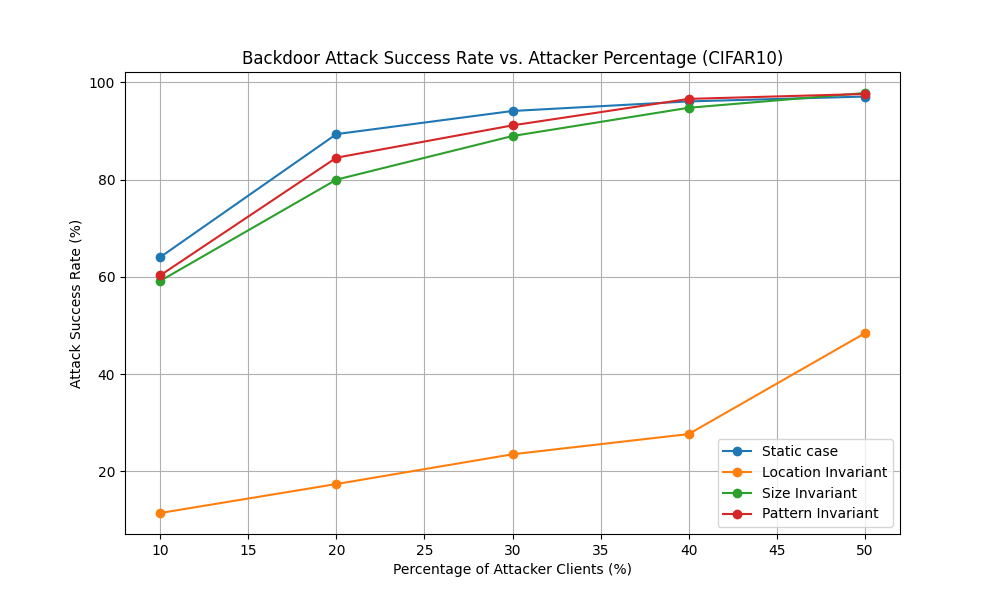 Backdoor Attack Success Rate vs. Attacker Percentage (CIFAR10)
Attack Success Rate (%)
100
80
60
40
20
10 15 20 25 30 35 40 45 50
Percentage of Attacker Clients (%)
Static case
Location Invariant
Size Invariant
Pattern Invariant